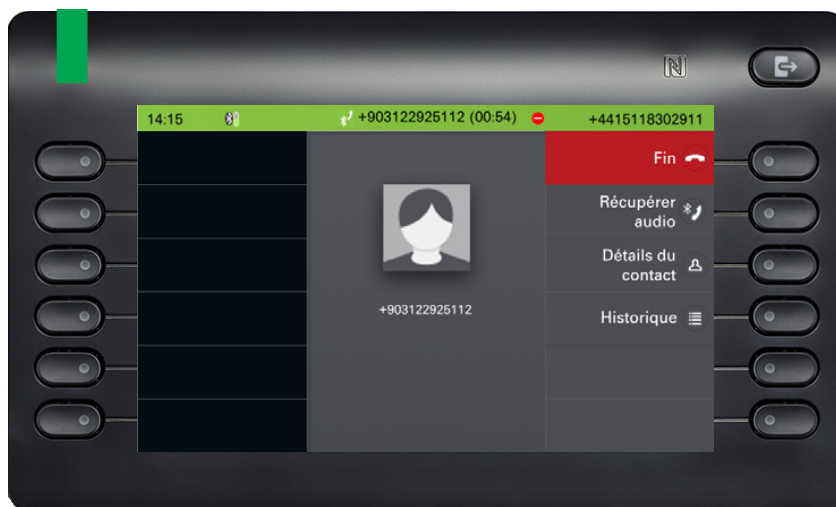 14:15
+903122925112 (00:54)
+4415118302911
Fin
Récupérer
audio
Détails du
contact
Historique
+903122925112